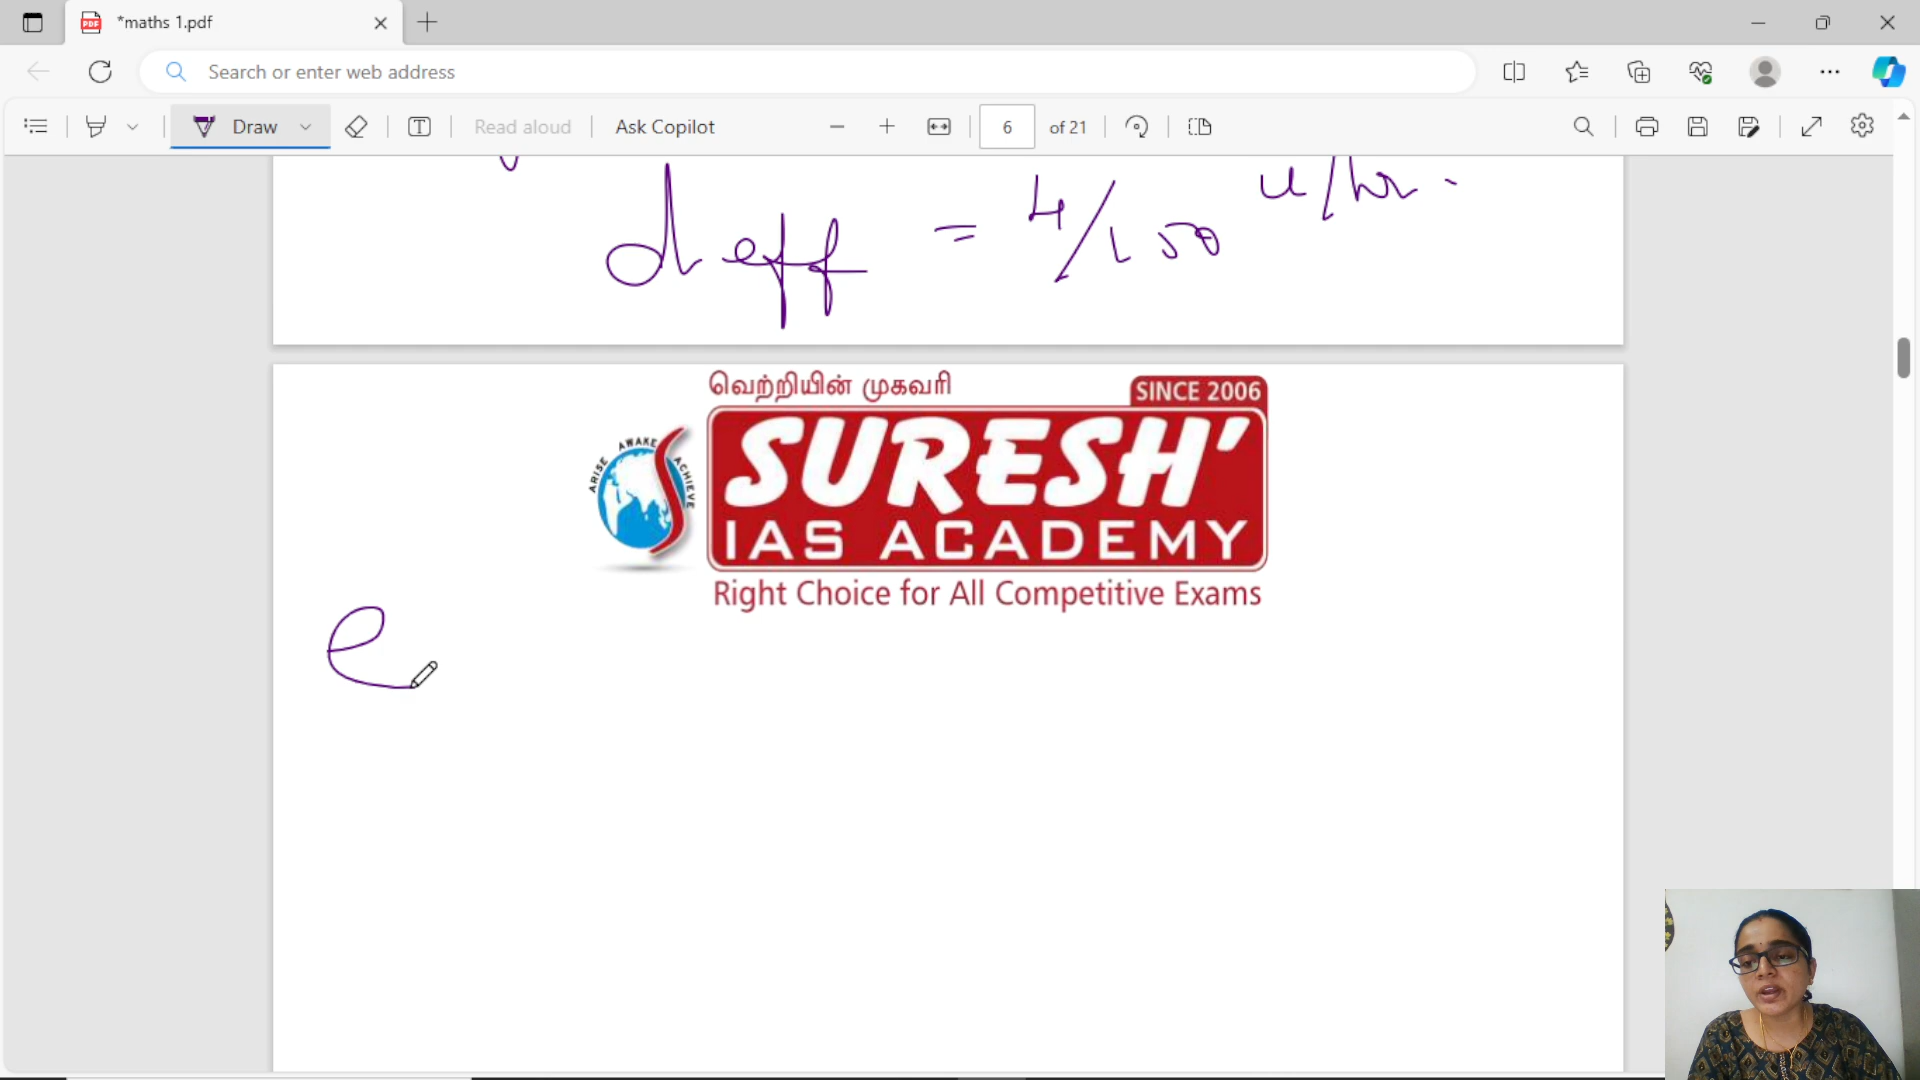 *maths 1.pdf
Search or enter web address
Draw
Read aloud
Ask Copilot
6 of 21
u/hr.
d eff = 4/150
வெற்றியின் முகவரி
SINCE 2006
ARISE AWAKE ACHIEVE
SURESH'
IAS ACADEMY
Right Choice for All Competitive Exams
e